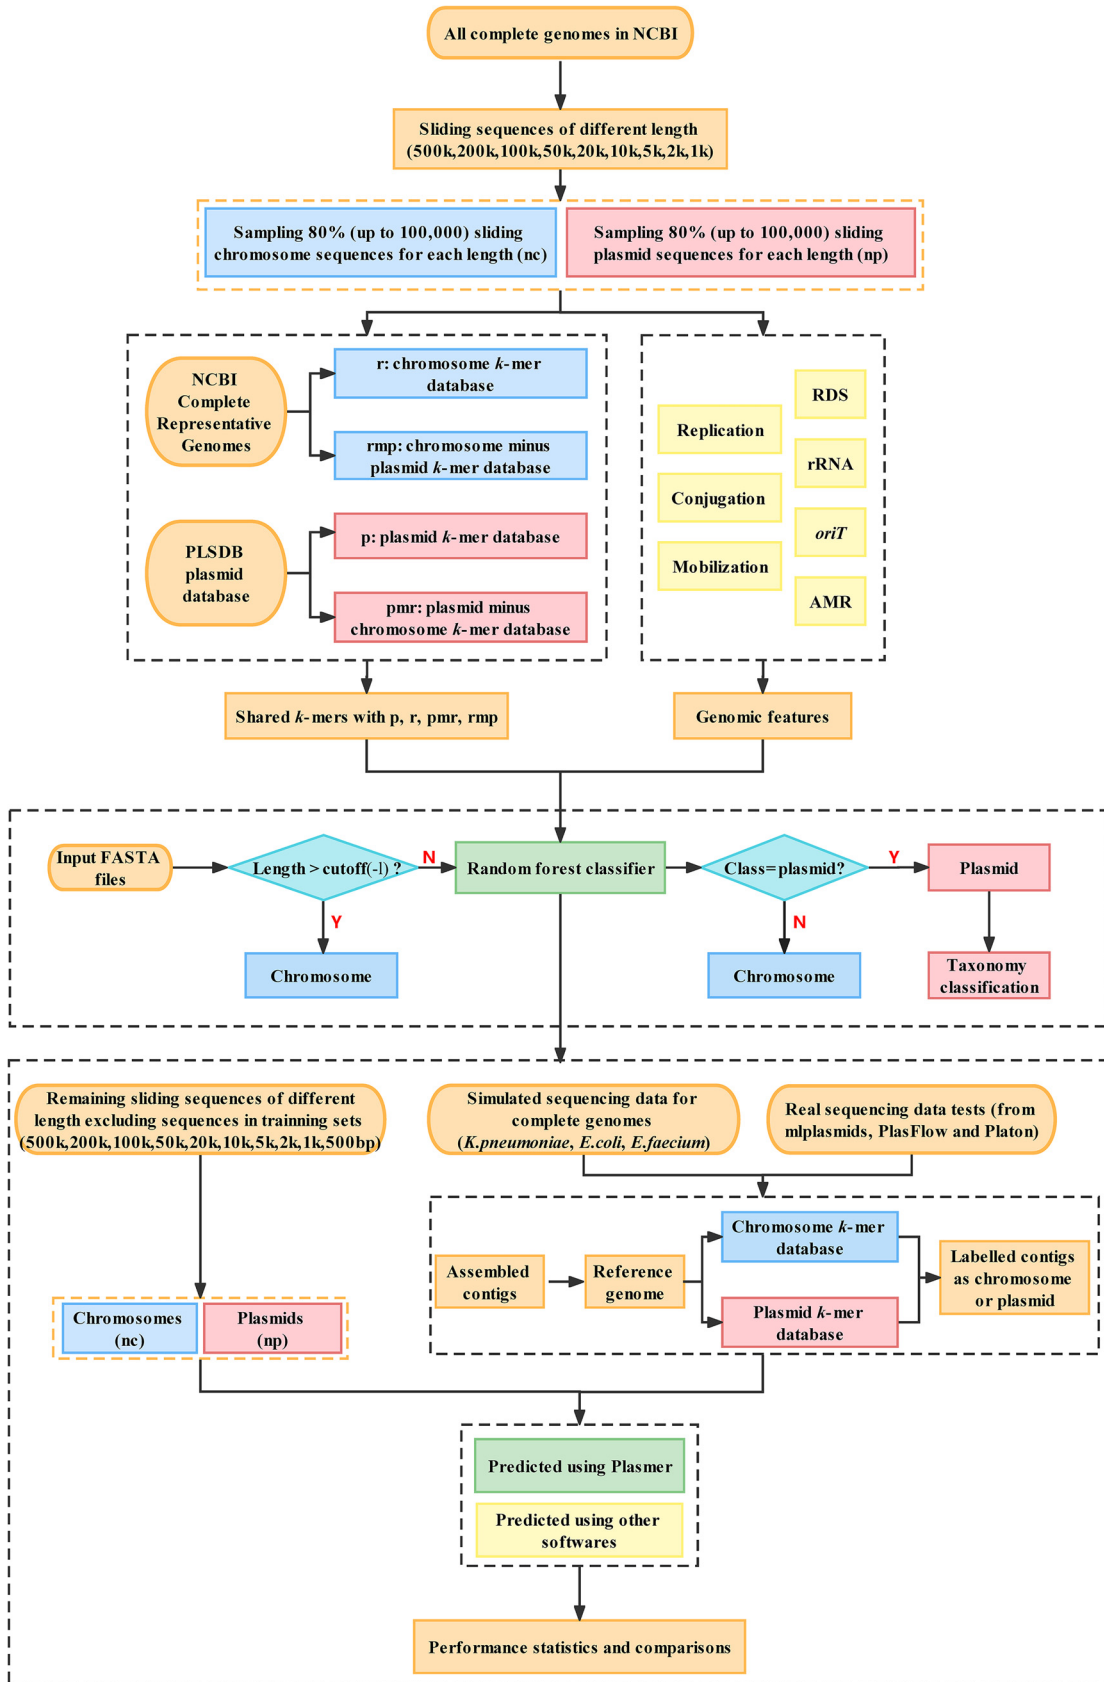 All complete genomes in NCBI
Sliding sequences of different length
(500k,200k,100k,50k,20k,10k,5k,2k,1k)
Sampling 80% (up to 100,000) sliding
chromosome sequences for each length (nc)
Sampling 80% (up to 100,000) sliding
plasmid sequences for each length (np)
NCBI
Complete
Representative
Genomes
r: chromosome k-mer
database
rmp: chromosome minus
plasmid k-mer database
PLSDB
plasmid
database
p: plasmid k-mer database
pmr: plasmid minus
chromosome k-mer database
Replication
Conjugation
Mobilization
RDS
rRNA
oriT
AMR
Shared k-mers with p, r, pmr, rmp
Genomic features
Input FASTA
files
Length > cutoff(-l) ?
N
Y
Chromosome
Random forest classifier
Class=plasmid?
Y
N
Chromosome
Plasmid
Taxonomy
classification
Remaining sliding sequences of different
length excluding sequences in trainning sets
(500k,200k,100k,50k,20k,10k,5k,2k,1k,500bp)
Simulated sequencing data for
complete genomes
(K.pneumoniae, E.coli, E.faecium)
Real sequencing data tests (from
mlplasmids, PlasFlow and Platon)
Assembled
contigs
Reference
genome
Chromosome k-mer
database
Plasmid k-mer
database
Labelled contigs
as chromosome
or plasmid
Chromosomes
(nc)
Plasmids
(np)
Predicted using Plasmer
Predicted using other
softwares
Performance statistics and comparisons